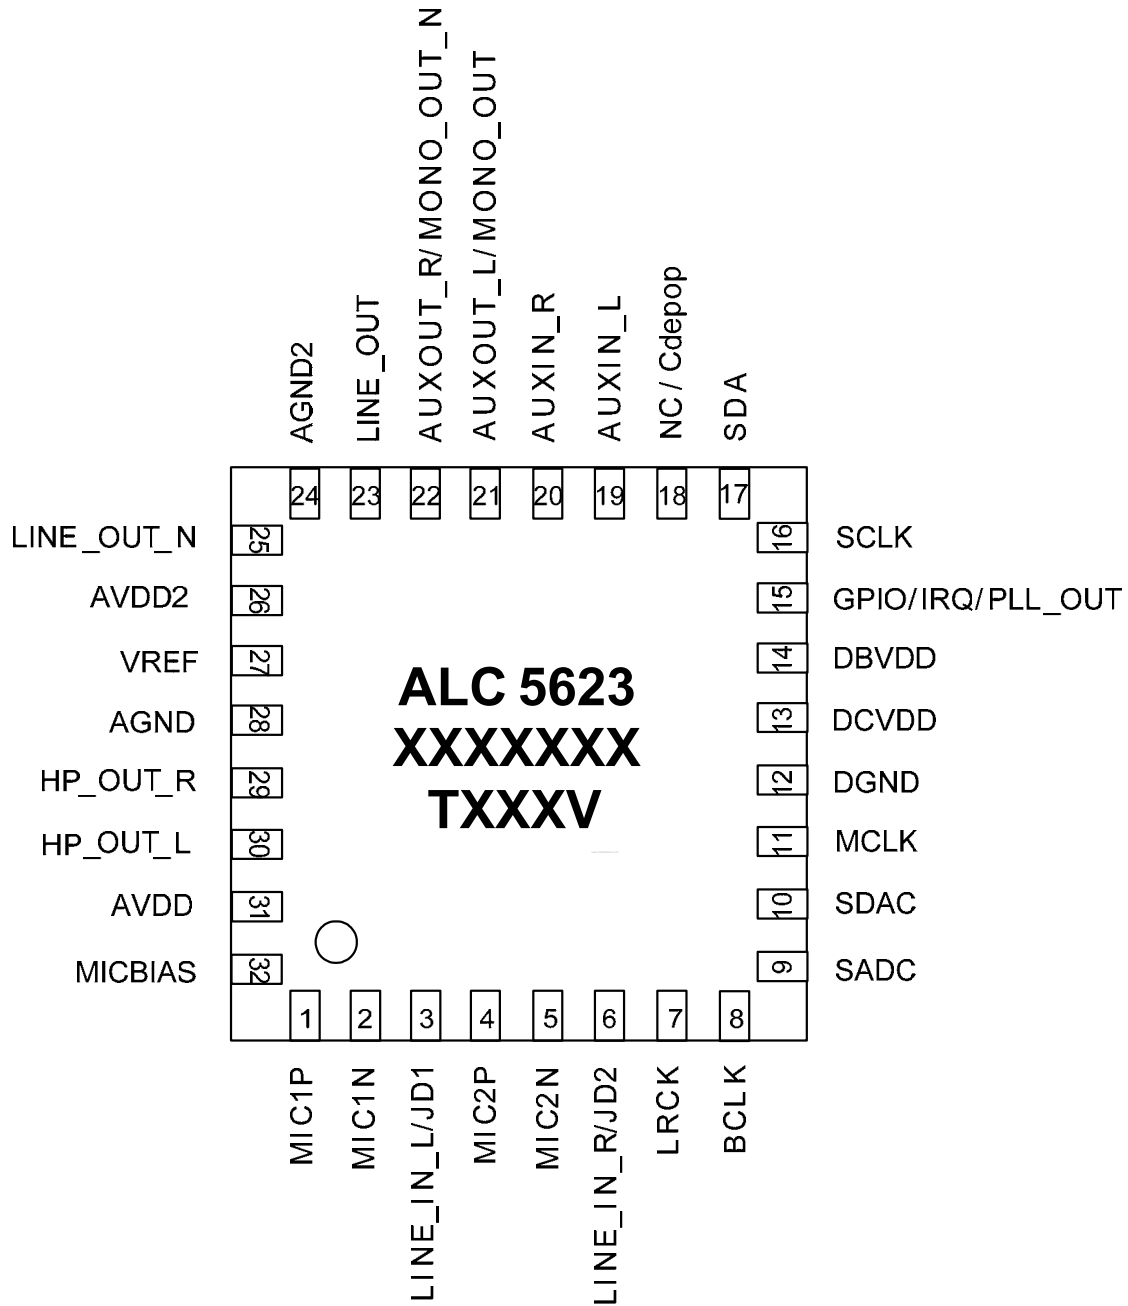 AGND2
LINE_OUT
AUXOUT_R/MONO_OUT_N
AUXOUT_L/MONO_OUT
AUXIN_R
AUXIN_L
NC/Cdepop
SDA
24
23
22
21
20
19
18
17
LINE_OUT_N
25
AVDD2
26
VREF
27
AGND
28
HP_OUT_R
29
HP_OUT_L
30
AVDD
31
MICBIAS
32
ALC 5623
XXXXXXX
TXXXV
16
SCLK
15
GPIO/IRQ/PLL_OUT
14
DBVDD
13
DCVDD
12
DGND
11
MCLK
10
SDAC
9
SADC
1
2
3
4
5
6
7
8
MIC1P
MIC1N
LINE_IN_L/JD1
MIC2P
MIC2N
LINE_IN_R/JD2
LRCK
BCLK